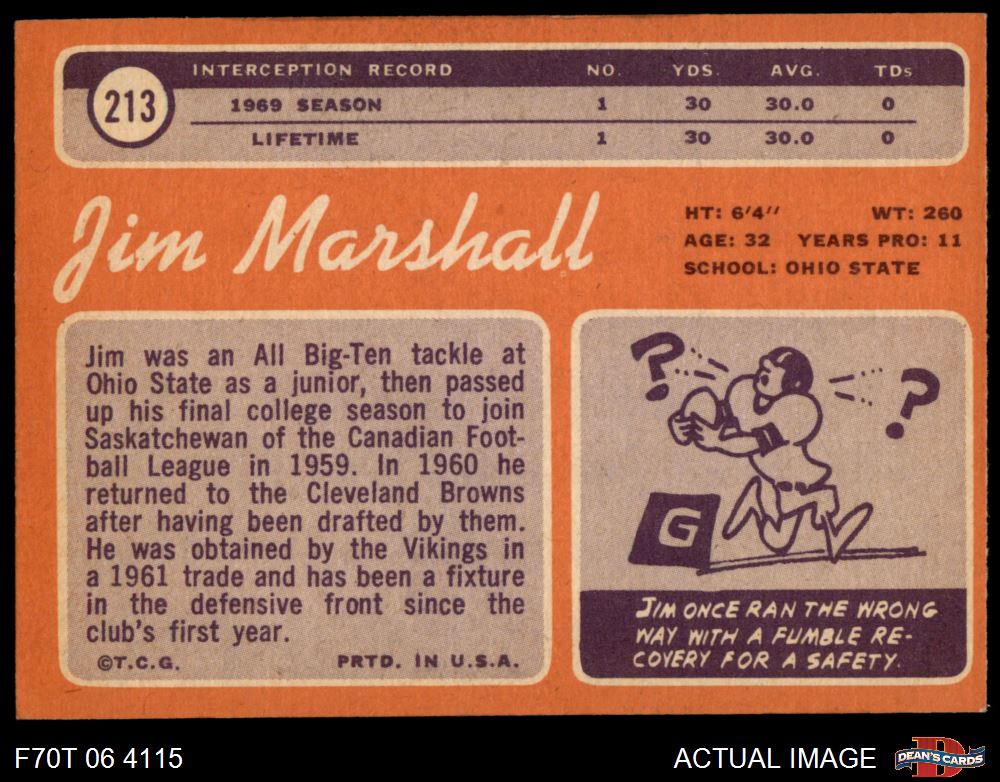 213
INTERCEPTION RECORD NO. YDS. AVG. TDs
1969 SEASON 1 30 30.0 0
LIFETIME 1 30 30.0 0
Jim Marshall
HT: 6'4" WT: 260
AGE: 32 YEARS PRO: 11
SCHOOL: OHIO STATE
Jim was an All Big-Ten tackle at
Ohio State as a junior, then passed
up his final college season to join
Saskatchewan of the Canadian Foot-
ball League in 1959. In 1960 he
returned to the Cleveland Browns
after having been drafted by them.
He was obtained by the Vikings in
a 1961 trade and has been a fixture
in the defensive front since the
club's first year.
©T.C.G. PRTD. IN U.S.A.
? ?
G
JIM ONCE RAN THE WRONG
WAY WITH A FUMBLE RE-
COVERY FOR A SAFETY.
F70T 06 4115 ACTUAL IMAGE D DEAN'S CARDS